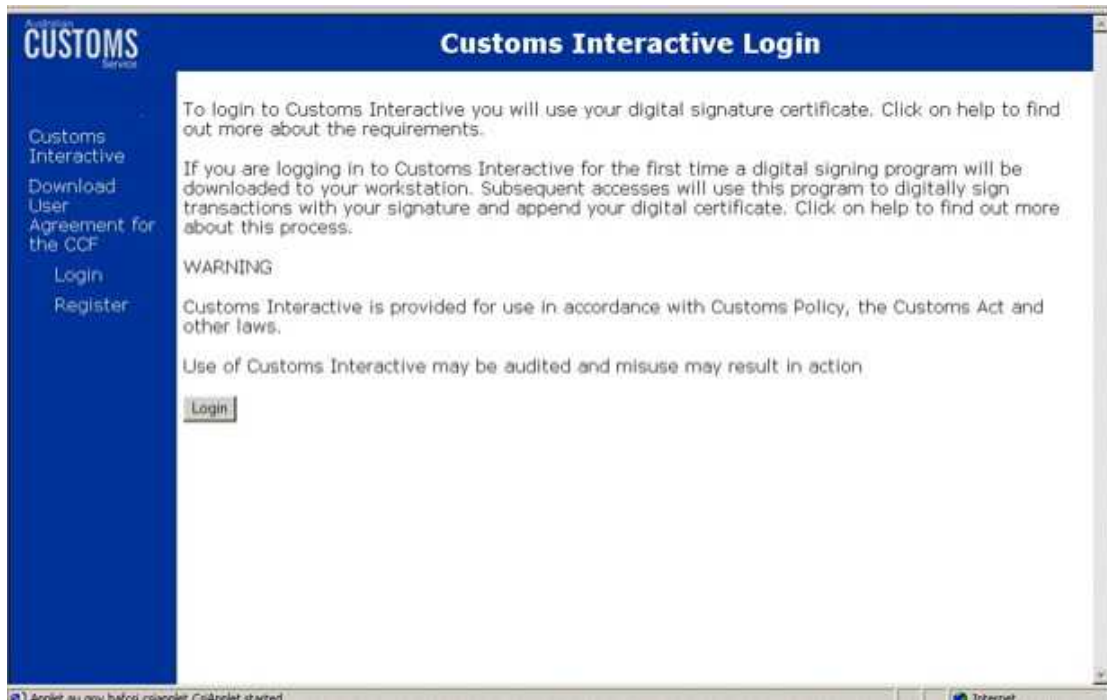 Australian
CUSTOMS
Service
Customs Interactive Login
Customs
Interactive
Download
User
Agreement for
the CCF
Login
Register
To login to Customs Interactive you will use your digital signature certificate. Click on help to find
out more about the requirements.
If you are logging in to Customs Interactive for the first time a digital signing program will be
downloaded to your workstation. Subsequent accesses will use this program to digitally sign
transactions with your signature and append your digital certificate. Click on help to find out more
about this process.
WARNING
Customs Interactive is provided for use in accordance with Customs Policy, the Customs Act and
other laws.
Use of Customs Interactive may be audited and misuse may result in action
Login
Applet au.gov. started
Internet